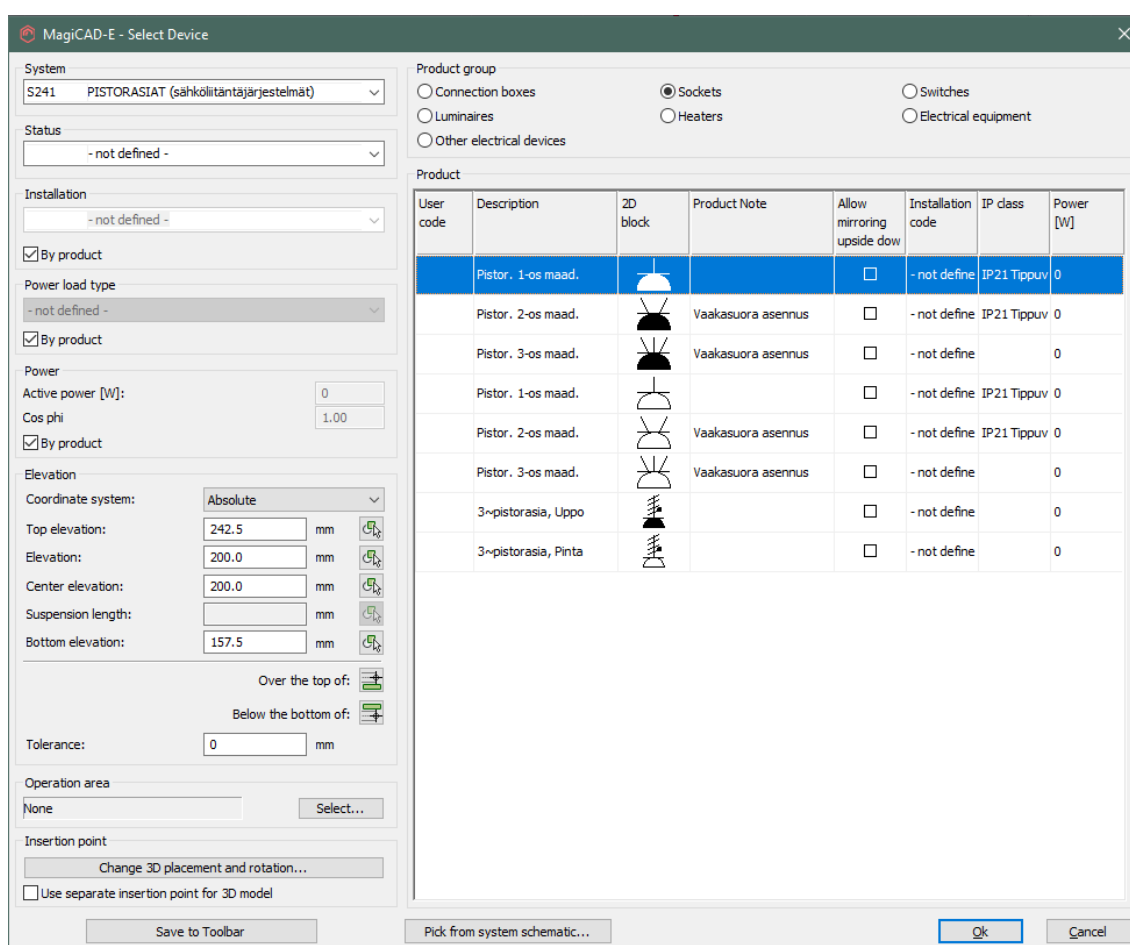 MagiCAD-E - Select Device
System
S241 PISTORASIAT (sähköliitäntäjärjestelmät)
Status
- not defined -
Installation
- not defined -
By product
Power load type
- not defined -
By product
Power
Active power [W]: 0
Cos phi 1.00
By product
Elevation
Coordinate system: Absolute
Top elevation: 242.5 mm
Elevation: 200.0 mm
Center elevation: 200.0 mm
Suspension length: mm
Bottom elevation: 157.5 mm
Over the top of:
Below the bottom of:
Tolerance: 0 mm
Operation area
None Select...
Insertion point
Change 3D placement and rotation...
Use separate insertion point for 3D model
Save to Toolbar
Product group
Connection boxes Sockets Switches
Luminaires Heaters Electrical equipment
Other electrical devices
Product
User code Description 2D block Product Note Allow mirroring upside dow Installation code IP class Power [W]
Pistor. 1-os maad. - not define IP21 Tippuv 0
Pistor. 2-os maad. Vaakasuora asennus - not define IP21 Tippuv 0
Pistor. 3-os maad. Vaakasuora asennus - not define 0
Pistor. 1-os maad. - not define IP21 Tippuv 0
Pistor. 2-os maad. Vaakasuora asennus - not define IP21 Tippuv 0
Pistor. 3-os maad. Vaakasuora asennus - not define 0
3~pistorasia, Uppo - not define 0
3~pistorasia, Pinta - not define 0
Pick from system schematic... Ok Cancel